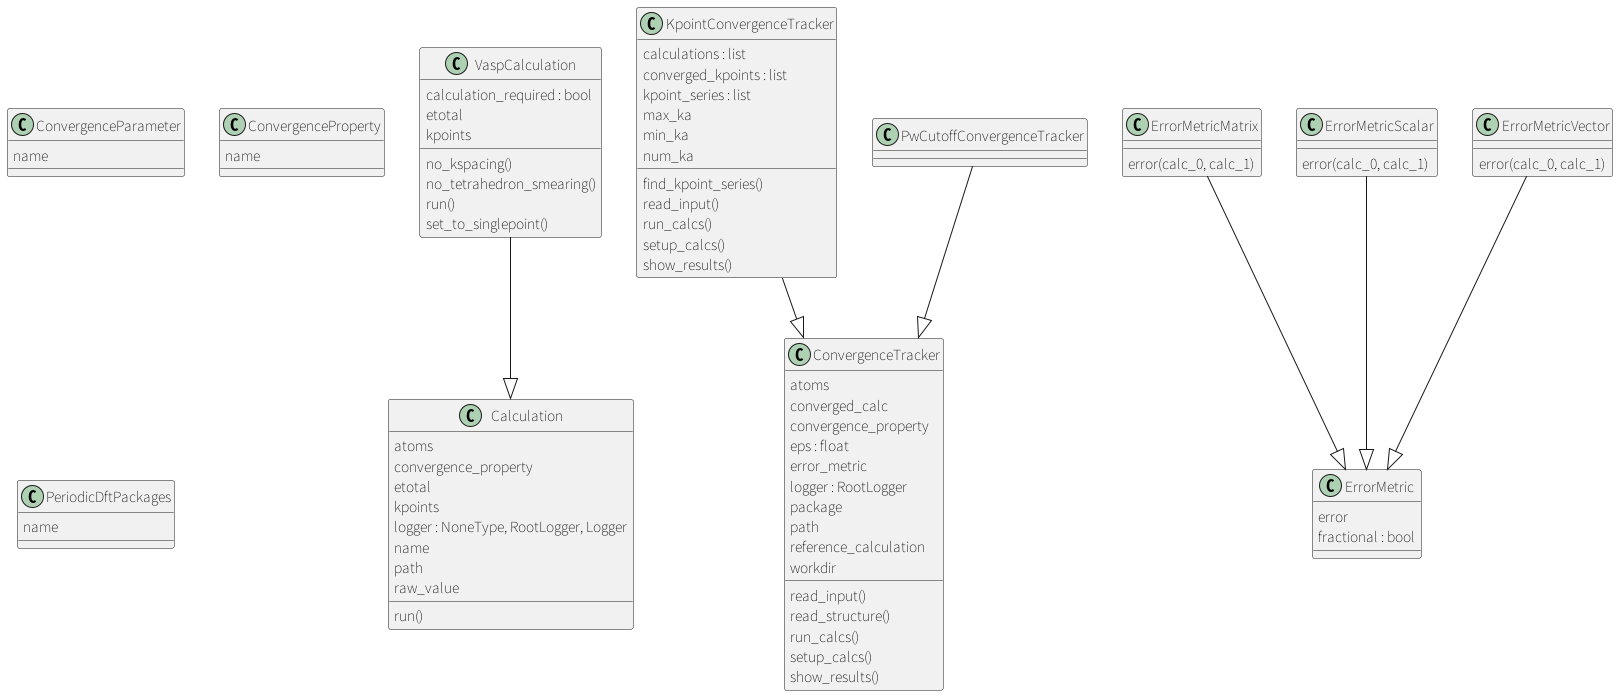 C ConvergenceParameter
name
C ConvergenceProperty
name
C VaspCalculation
calculation_required : bool
etotal
kpoints
no_kspacing()
no_tetrahedron_smearing()
run()
set_to_singlepoint()
C KpointConvergenceTracker
calculations : list
converged_kpoints : list
kpoint_series : list
max_ka
min_ka
num_ka
find_kpoint_series()
read_input()
run_calcs()
setup_calcs()
show_results()
C PwCutoffConvergenceTracker
C ErrorMetricMatrix
error(calc_0, calc_1)
C ErrorMetricScalar
error(calc_0, calc_1)
C ErrorMetricVector
error(calc_0, calc_1)
C PeriodicDftPackages
name
C Calculation
atoms
convergence_property
etotal
kpoints
logger : NoneType, RootLogger, Logger
name
path
raw_value
run()
C ConvergenceTracker
atoms
converged_calc
convergence_property
eps : float
error_metric
logger : RootLogger
package
path
reference_calculation
workdir
read_input()
read_structure()
run_calcs()
setup_calcs()
show_results()
C ErrorMetric
error
fractional : bool